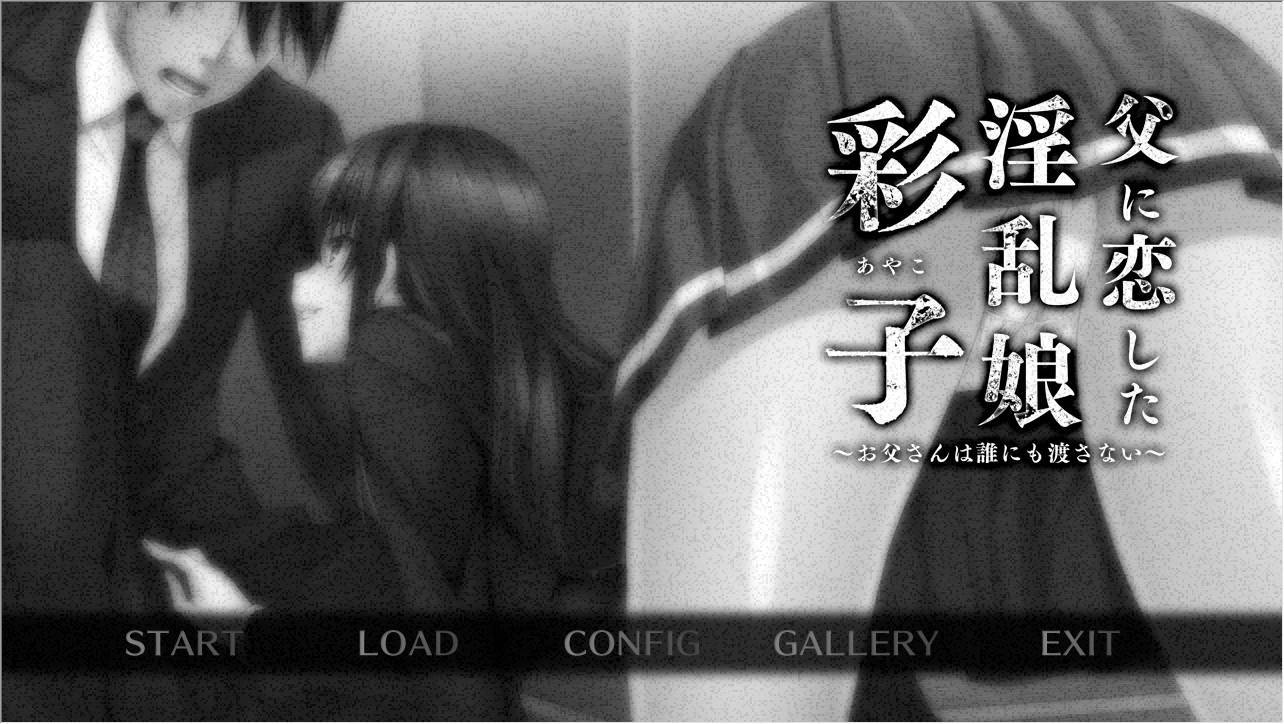 父に恋した
淫乱娘
彩子
あやこ
～お父さんは誰にも渡さない～
START
LOAD
CONFIG
GALLERY
EXIT